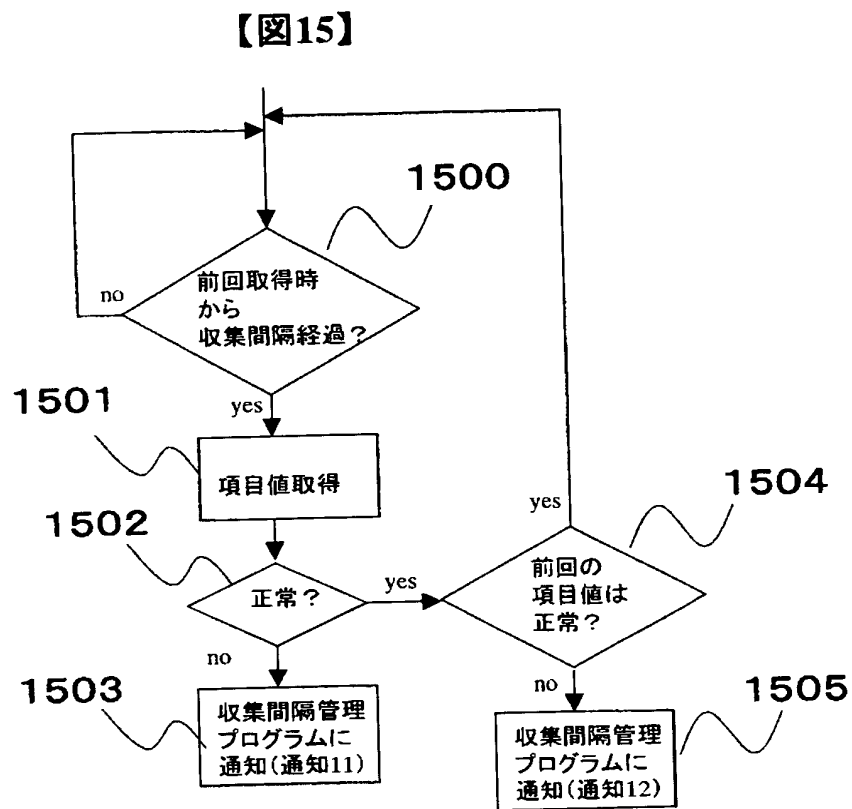 【図15】
1500
前回取得時
から
収集間隔経過？
no
yes
1501
項目値取得
1502
正常？
yes
no
1503
収集間隔管理
プログラムに
通知(通知11)
yes
1504
前回の
項目値は
正常？
no
1505
収集間隔管理
プログラムに
通知(通知12)